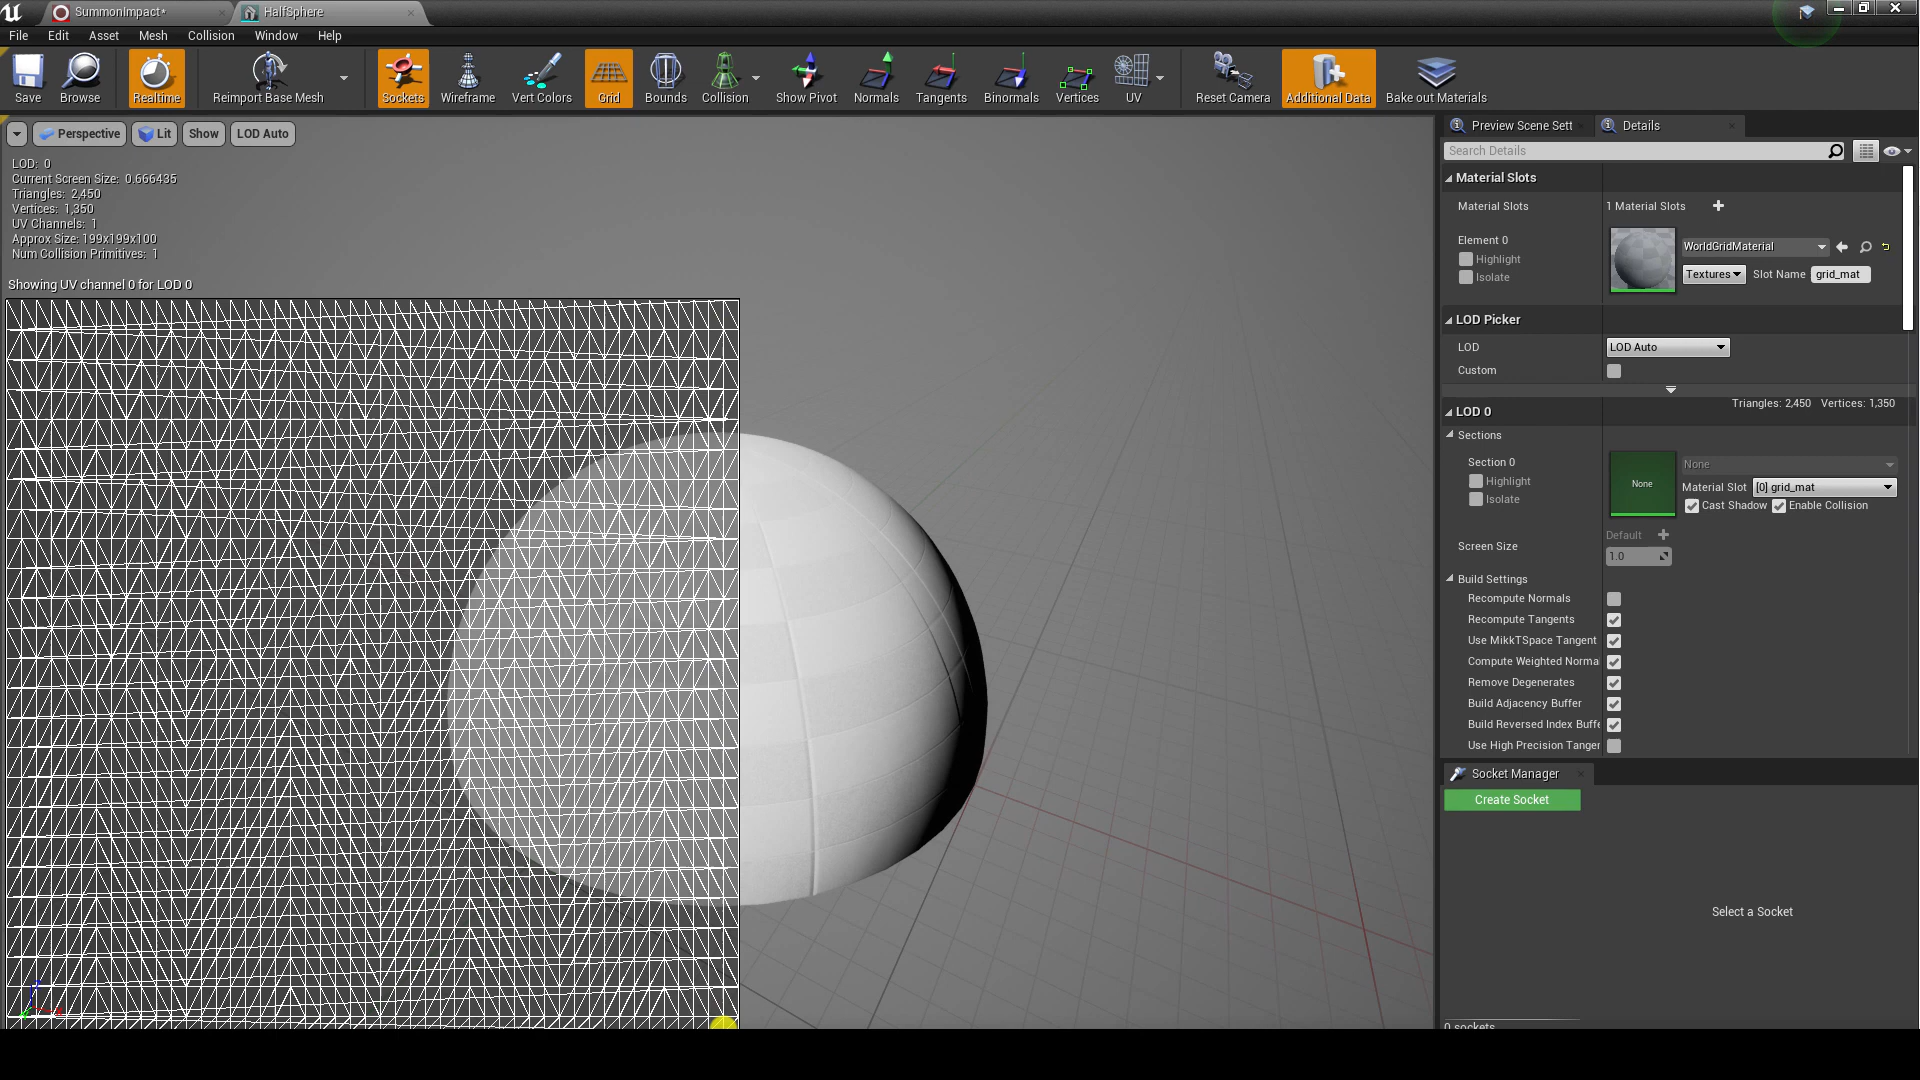 SummonImpact*
HalfSphere
File Edit Asset Mesh Collision Window Help
Save Browse Realtime Reimport Base Mesh Sockets Wireframe Vert Colors Grid Bounds Collision Show Pivot Normals Tangents Binormals Vertices UV Reset Camera Additional Data Bake out Materials
Perspective Lit Show LOD Auto
LOD: 0
Current Screen Size: 0.666435
Triangles: 2,450
Vertices: 1,350
UV Channels: 1
Approx Size: 199x199x100
Num Collision Primitives: 1
Showing UV channel 0 for LOD 0
Preview Scene Sett Details
Search Details
Material Slots
Material Slots 1 Material Slots
Element 0
Highlight
Isolate
WorldGridMaterial
Textures Slot Name grid_mat
LOD Picker
LOD LOD Auto
Custom
LOD 0
Triangles: 2,450 Vertices: 1,350
Sections
Section 0
Highlight
Isolate
None
None
Material Slot [0] grid_mat
Cast Shadow Enable Collision
Screen Size
Default
1.0
Build Settings
Recompute Normals
Recompute Tangents
Use MikkTSpace Tangent
Compute Weighted Norma
Remove Degenerates
Build Adjacency Buffer
Build Reversed Index Buffe
Use High Precision Tanger
Socket Manager
Create Socket
Select a Socket
0 sockets